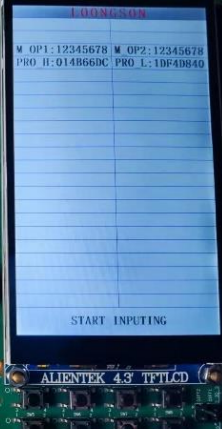 LOONGSON
M_OP1:12345678 M_OP2:12345678
PRO_H:014B66DC PRO_L:1DF4D840
START INPUTING
ALIENTEK 4.3' TFTLCD